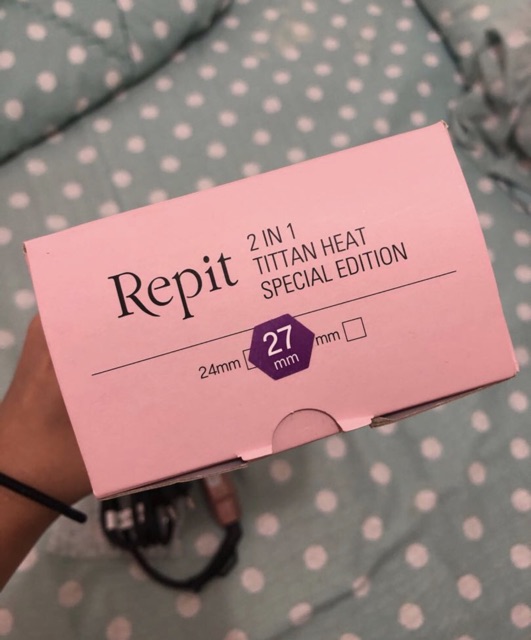 Repit
2 IN 1
TITTAN HEAT
SPECIAL EDITION
24mm
27
mm
mm